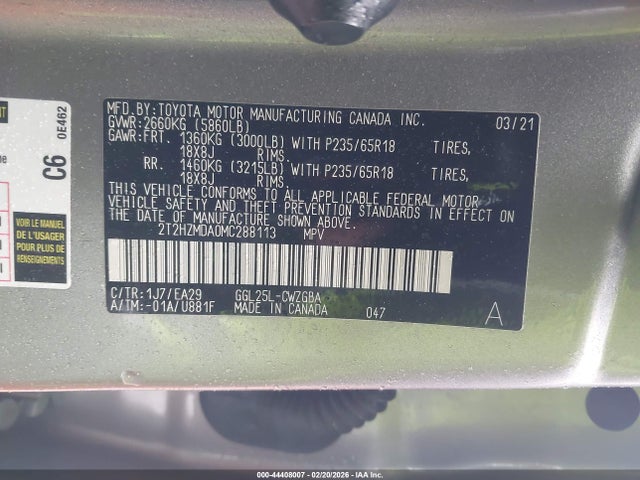 MFD.BY:TOYOTA MOTOR MANUFACTURING CANADA INC. 03/21
GVWR:2660KG (5860LB)
GAWR:FRT. 1360KG (3000LB) WITH P235/65R18 TIRES,
18X8J RIMS.
RR. 1460KG (3215LB) WITH P235/65R18 TIRES,
18X8J RIMS.
THIS VEHICLE CONFORMS TO ALL APPLICABLE FEDERAL MOTOR
VEHICLE SAFETY AND THEFT PREVENTION STANDARDS IN EFFECT
ON THE DATE OF MANUFACTURE SHOWN ABOVE.
2T2HZMDA0MC288113 MPV
C/TR:1J7/EA29 GGL25L-CWZGBA
A/TM:-01A/U881F MADE IN CANADA 047 A
C6
0E462
VOIR LE MANUEL
DE L'USAGER
POUR PLUS DE
RENSEIGNEMENTS
000-44408007 - 02/20/2026 - IAAI, Inc.